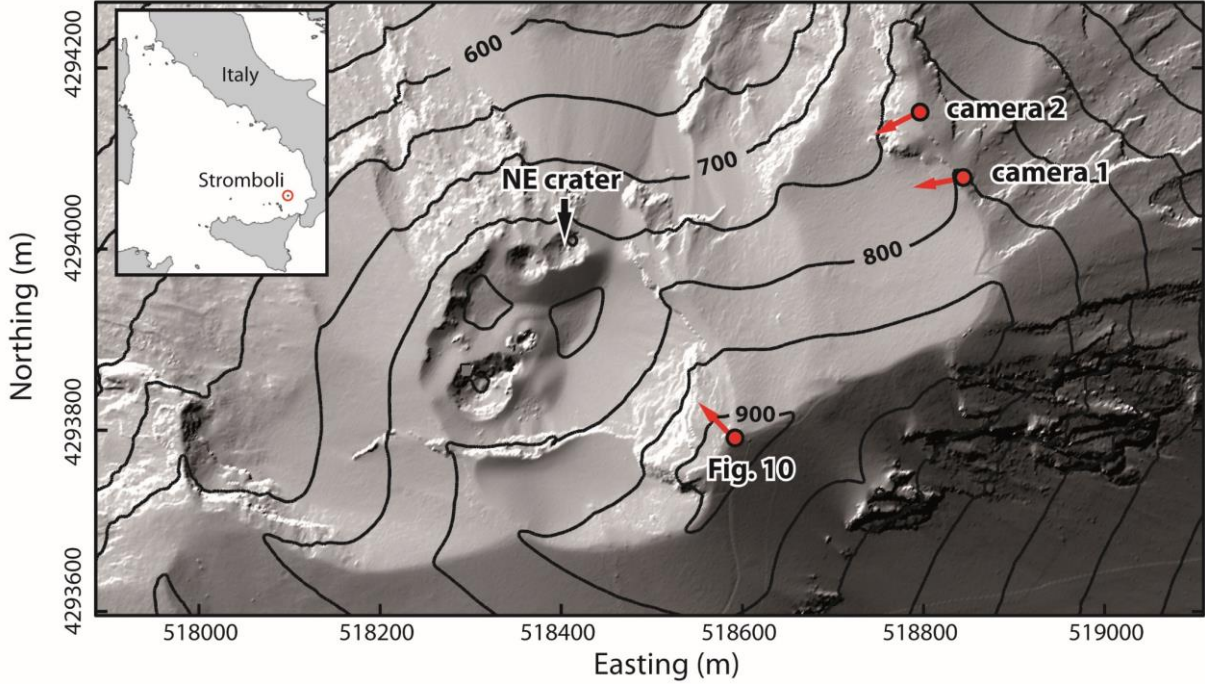 Italy
Stromboli
600
700
800
900
NE crater
camera 2
camera 1
Fig. 10
Northing (m)
4294200
4294000
4293800
4293600
518000
518200
518400
518600
518800
519000
Easting (m)